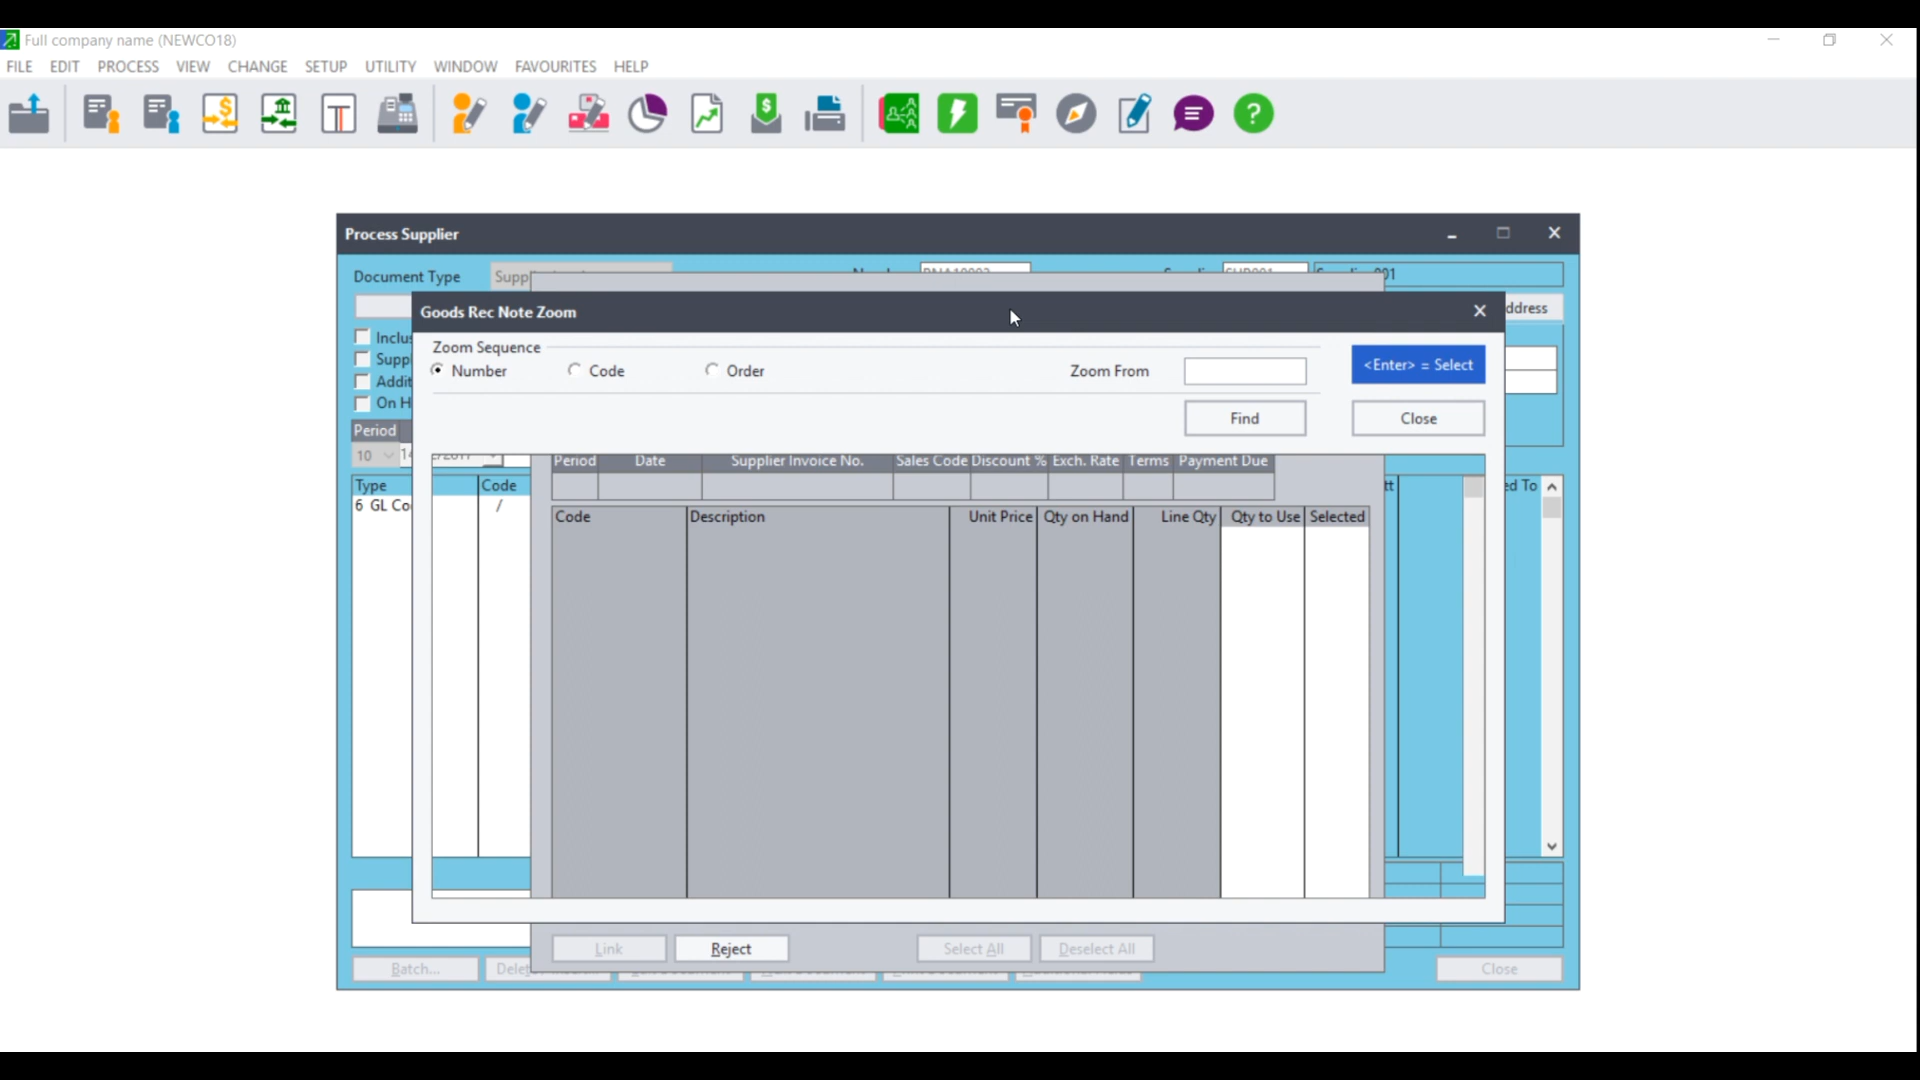 Full company name (NEWCO18)
FILE EDIT PROCESS VIEW CHANGE SETUP UTILITY WINDOW FAVOURITES HELP
Process Supplier
Document Type
Goods Rec Note Zoom
Zoom Sequence
Number Code Order Zoom From
<Enter> = Select
Find Close
Period
10
Period Date Supplier Invoice No. Sales Code Discount % Exch. Rate Terms Payment Due
Type Code
6 GL /
Code Description Unit Price Qty on Hand Line Qty Qty to Use Selected
Link Reject Select All Deselect All
Batch... Close